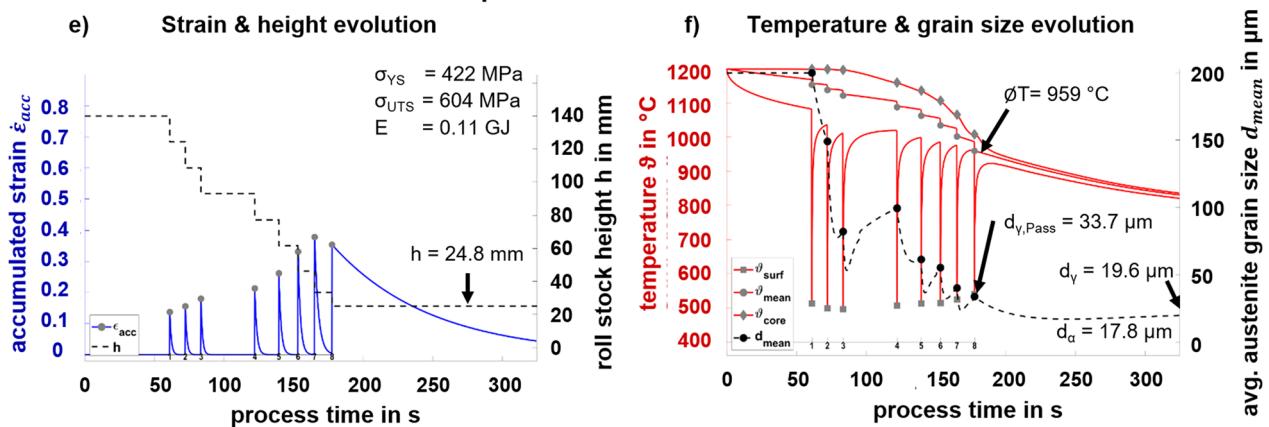 e) Strain & height evolution
accumulated strain ε̇acc
0.8
0.7
0.6
0.5
0.4
0.3
0.2
0.1
0
σYS = 422 MPa
σUTS = 604 MPa
E = 0.11 GJ
h = 24.8 mm
ϵacc
h
1 2 3 4 5 6 7 8
0 50 100 150 200 250 300
process time in s
140
120
100
80
60
40
20
0
roll stock height h in mm
f) Temperature & grain size evolution
temperature ϑ in °C
1200
1100
1000
900
800
700
600
500
400
ØT= 959 °C
dγ,Pass = 33.7 µm
dγ = 19.6 µm
dα = 17.8 µm
ϑsurf
ϑmean
ϑcore
dmean
1 2 3 4 5 6 7 8
0 50 100 150 200 250 300
process time in s
200
150
100
50
0
avg. austenite grain size dmean in µm